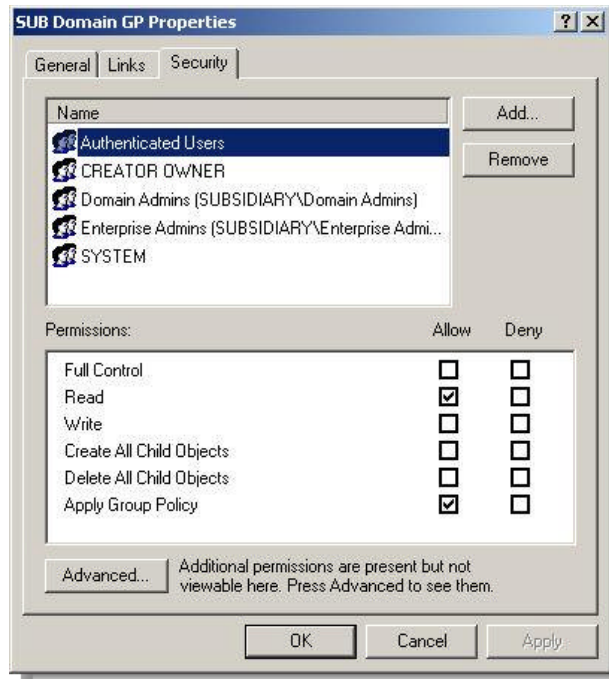 SUB Domain GP Properties
General Links Security
Name
Add...
Authenticated Users
CREATOR OWNER
Remove
Domain Admins (SUBSIDIARY\Domain Admins)
Enterprise Admins (SUBSIDIARY\Enterprise Admi...
SYSTEM
Permissions: Allow Deny
Full Control
Read
Write
Create All Child Objects
Delete All Child Objects
Apply Group Policy
Advanced...
Additional permissions are present but not
viewable here. Press Advanced to see them.
OK Cancel Apply